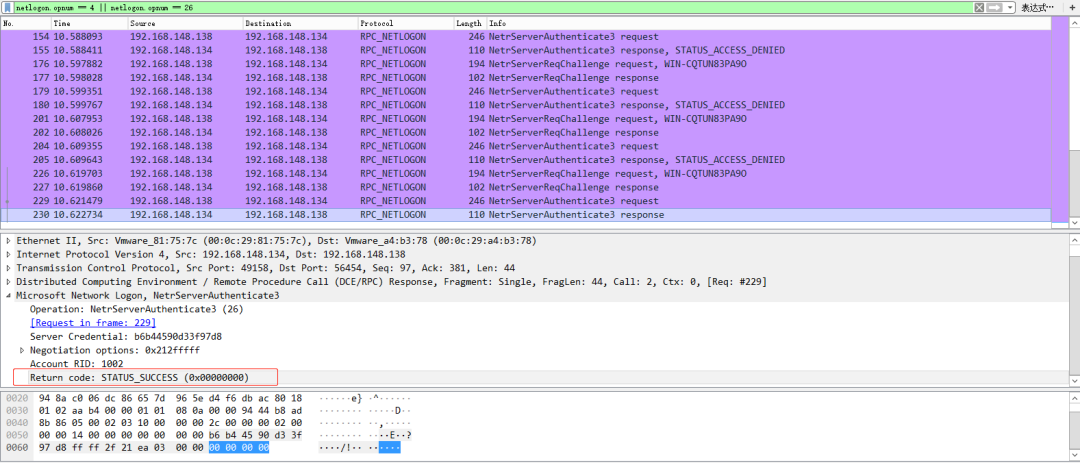 netlogon.opnum == 4 || netlogon.opnum == 26 表达式… +
No. Time Source Destination Protocol Length Info
154 10.588093 192.168.148.138 192.168.148.134 RPC_NETLOGON 246 NetrServerAuthenticate3 request
155 10.588411 192.168.148.134 192.168.148.138 RPC_NETLOGON 110 NetrServerAuthenticate3 response, STATUS_ACCESS_DENIED
176 10.597882 192.168.148.138 192.168.148.134 RPC_NETLOGON 194 NetrServerReqChallenge request, WIN-CQTUN83PA9O
177 10.598028 192.168.148.134 192.168.148.138 RPC_NETLOGON 102 NetrServerReqChallenge response
179 10.599351 192.168.148.138 192.168.148.134 RPC_NETLOGON 246 NetrServerAuthenticate3 request
180 10.599767 192.168.148.134 192.168.148.138 RPC_NETLOGON 110 NetrServerAuthenticate3 response, STATUS_ACCESS_DENIED
201 10.607953 192.168.148.138 192.168.148.134 RPC_NETLOGON 194 NetrServerReqChallenge request, WIN-CQTUN83PA9O
202 10.608026 192.168.148.134 192.168.148.138 RPC_NETLOGON 102 NetrServerReqChallenge response
204 10.609355 192.168.148.138 192.168.148.134 RPC_NETLOGON 246 NetrServerAuthenticate3 request
205 10.609643 192.168.148.134 192.168.148.138 RPC_NETLOGON 110 NetrServerAuthenticate3 response, STATUS_ACCESS_DENIED
226 10.619703 192.168.148.138 192.168.148.134 RPC_NETLOGON 194 NetrServerReqChallenge request, WIN-CQTUN83PA9O
227 10.619860 192.168.148.134 192.168.148.138 RPC_NETLOGON 102 NetrServerReqChallenge response
229 10.621479 192.168.148.138 192.168.148.134 RPC_NETLOGON 246 NetrServerAuthenticate3 request
230 10.622734 192.168.148.134 192.168.148.138 RPC_NETLOGON 110 NetrServerAuthenticate3 response
Ethernet II, Src: Vmware_81:75:7c (00:0c:29:81:75:7c), Dst: Vmware_a4:b3:78 (00:0c:29:a4:b3:78)
Internet Protocol Version 4, Src: 192.168.148.134, Dst: 192.168.148.138
Transmission Control Protocol, Src Port: 49158, Dst Port: 56454, Seq: 97, Ack: 381, Len: 44
Distributed Computing Environment / Remote Procedure Call (DCE/RPC) Response, Fragment: Single, FragLen: 44, Call: 2, Ctx: 0, [Req: #229]
Microsoft Network Logon, NetrServerAuthenticate3
Operation: NetrServerAuthenticate3 (26)
[Request in frame: 229]
Server Credential: b6b44590d33f97d8
Negotiation options: 0x212fffff
Account RID: 1002
Return code: STATUS_SUCCESS (0x00000000)
0020 94 8a c0 06 dc 86 65 7d 96 5e d4 f6 db ac 80 18 ······e} ·^······
0030 01 02 aa b4 00 00 01 01 08 0a 00 00 94 44 b8 ad ········ ·····D··
0040 8b 86 05 00 02 03 10 00 00 00 2c 00 00 00 02 00 ········ ··,·····
0050 00 00 14 00 00 00 00 00 00 00 b6 b4 45 90 d3 3f ········ ····E··?
0060 97 d8 ff ff 2f 21 ea 03 00 00 00 00 00 00 ····/!·· ······